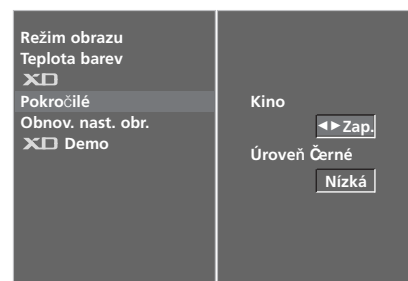 Režim obrazu
Teplota barev
XD
Pokročilé
Obnov. nast. obr.
XD Demo
Kino
◄► Zap.
Úroveň Černé
Nízká